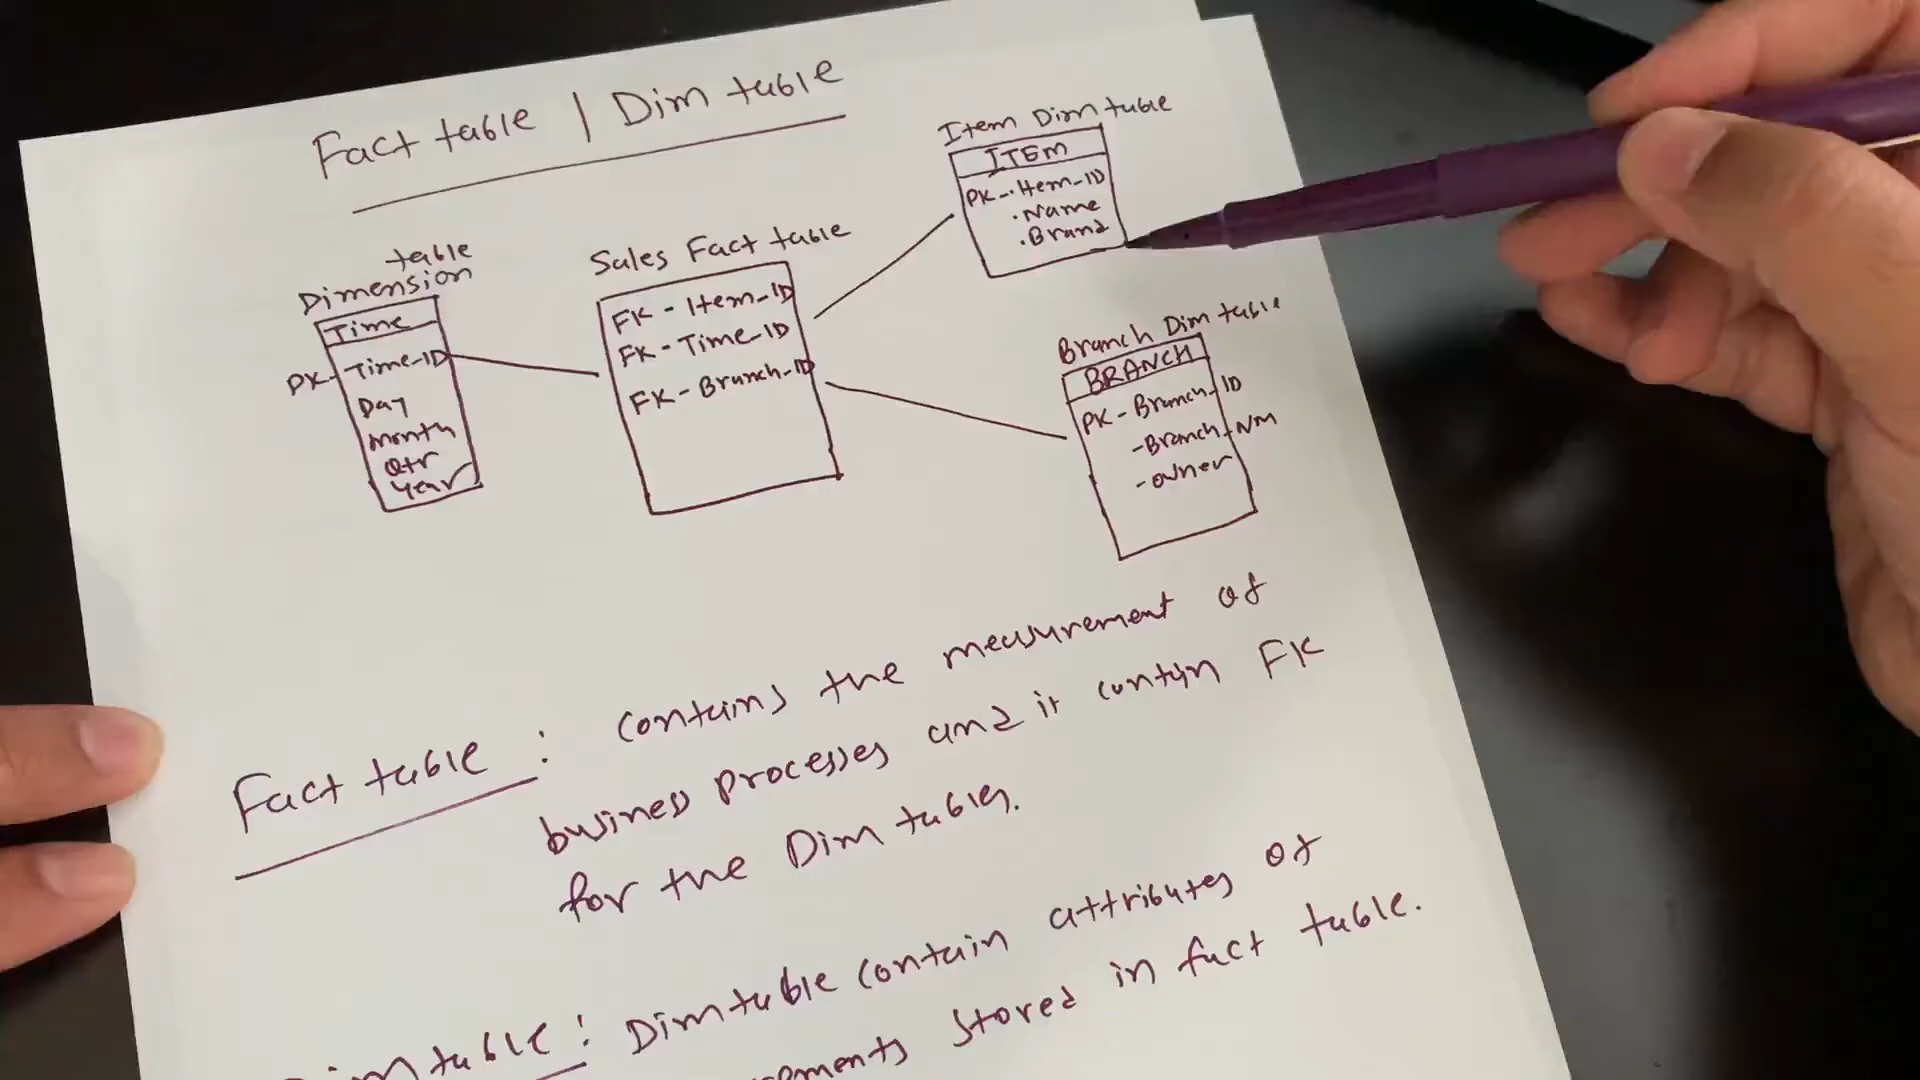 Fact table | Dim table
table
Dimension
Time
PK- Time-ID
Day
month
Qtr
Year
Sales Fact table
FK - Item-ID
FK - Time-ID
FK - Branch-ID
Item Dim table
ITEM
PK-.Item-ID
.Name
.Brand
Branch Dim table
BRANCH
PK - Branch-ID
-Branch-NM
-owner
Fact table : contains the measurement of
business processes and it contain FK
for the Dim tables.
Dim table : Dim table contain attributes of
stored in fact table.